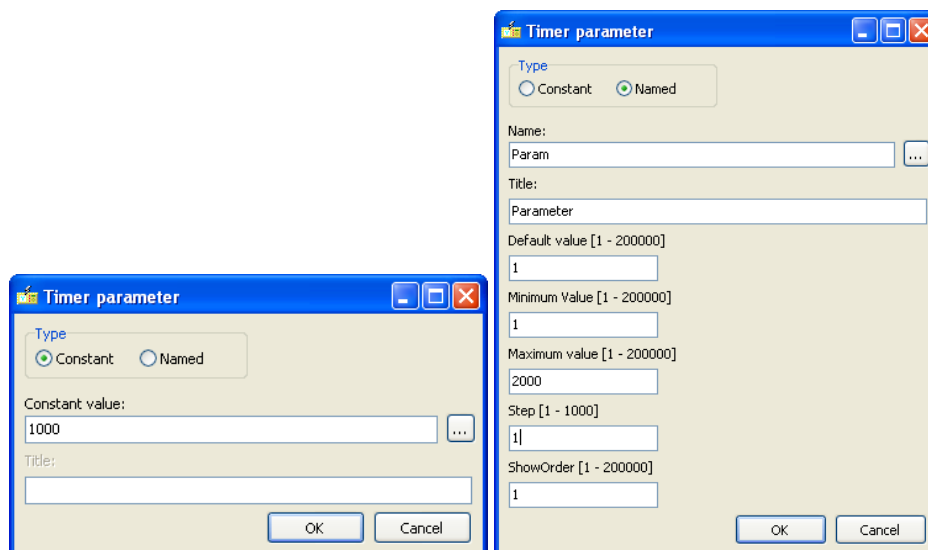 Timer parameter
Type
Constant Named
Constant value:
1000
...
Title:
OK Cancel
Timer parameter
Type
Constant Named
Name:
Param
...
Title:
Parameter
Default value [1 - 200000]
1
Minimum Value [1 - 200000]
1
Maximum value [1 - 200000]
2000
Step [1 - 1000]
1
ShowOrder [1 - 200000]
1
OK Cancel